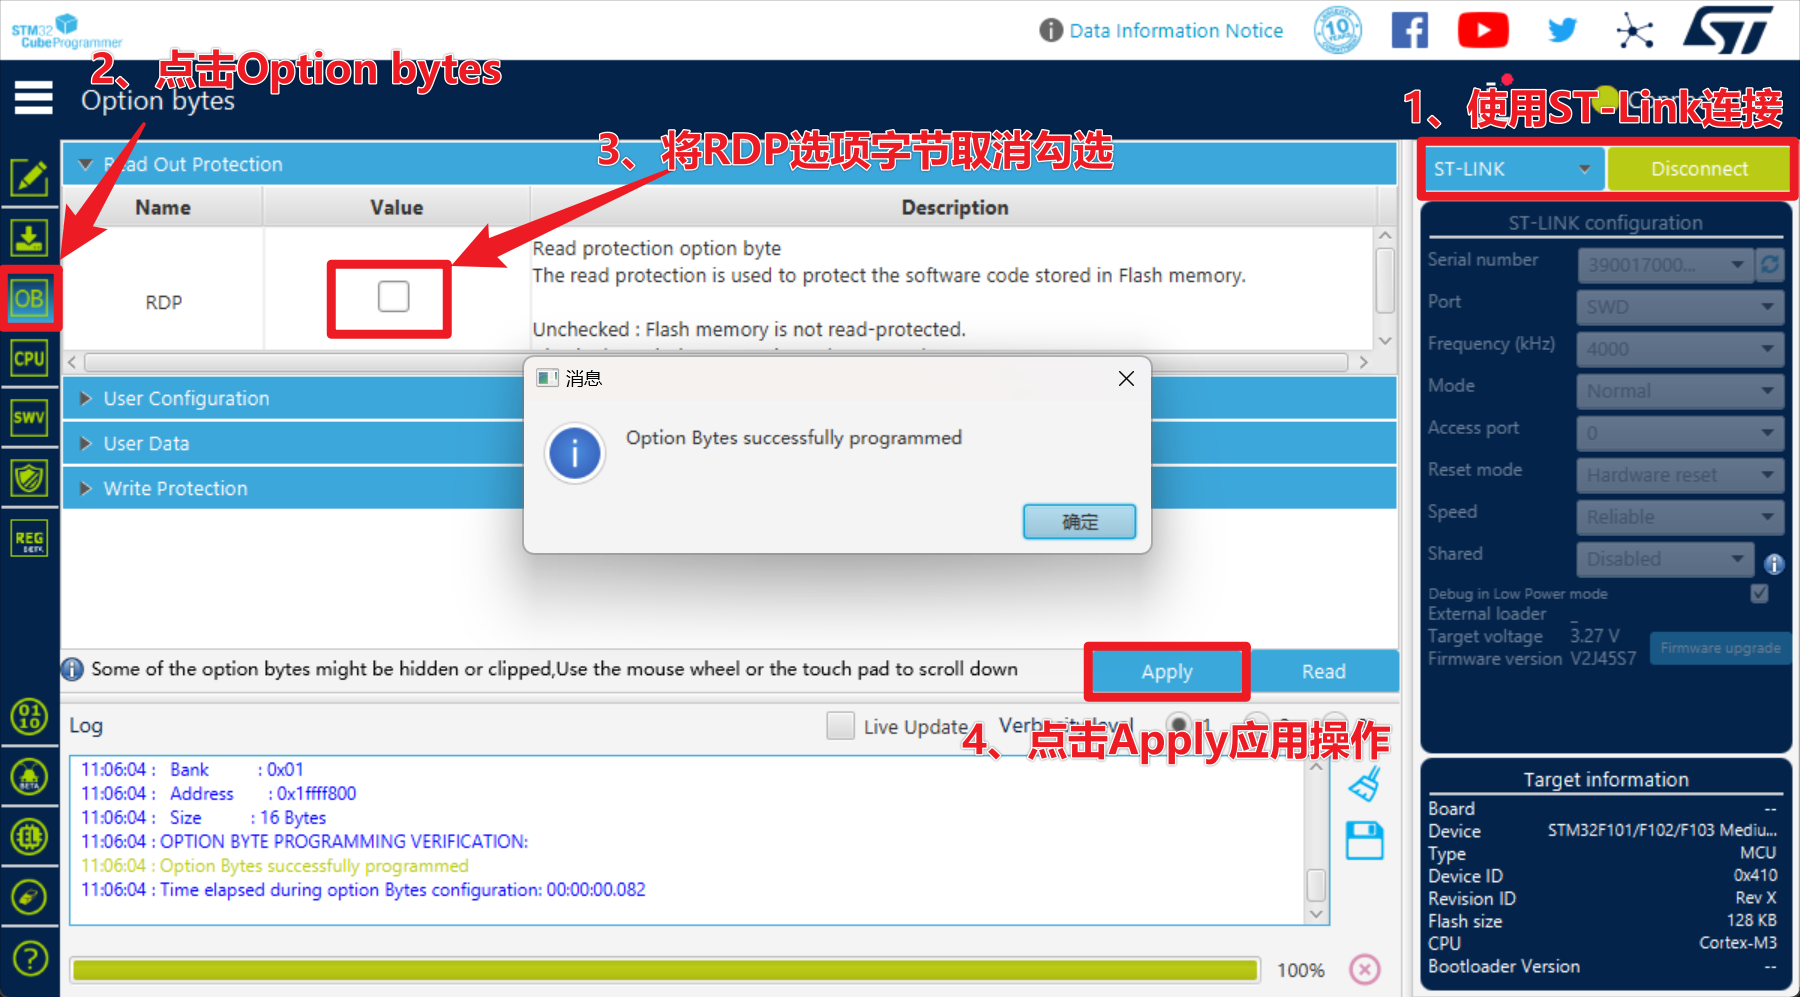 STM32
CubeProgrammer
Data Information Notice
10 YEARS
ST
2、点击Option bytes
Option bytes
1、使用ST-Link连接
3、将RDP选项字节取消勾选
Read Out Protection
ST-LINK
Disconnect
Name
Value
Description
ST-LINK configuration
RDP
Read protection option byte
The read protection is used to protect the software code stored in Flash memory.
Unchecked : Flash memory is not read-protected.
OB
CPU
SWV
REG
User Configuration
User Data
Write Protection
消息
Option Bytes successfully programmed
确定
Serial number 390017000...
Port SWD
Frequency (kHz) 4000
Mode Normal
Access port 0
Reset mode Hardware reset
Speed Reliable
Shared Disabled
Debug in Low Power mode
External loader _
Target voltage 3.27 V
Firmware version V2J45S7
Firmware upgrade
Some of the option bytes might be hidden or clipped,Use the mouse wheel or the touch pad to scroll down
Apply
Read
Log
Live Update
Verbosity level
1
4、点击Apply应用操作
11:06:04 : Bank : 0x01
11:06:04 : Address : 0x1ffff800
11:06:04 : Size : 16 Bytes
11:06:04 : OPTION BYTE PROGRAMMING VERIFICATION:
11:06:04 : Option Bytes successfully programmed
11:06:04 : Time elapsed during option Bytes configuration: 00:00:00.082
01
10
BETA
100%
Target information
Board --
Device STM32F101/F102/F103 Mediu...
Type MCU
Device ID 0x410
Revision ID Rev X
Flash size 128 KB
CPU Cortex-M3
Bootloader Version --